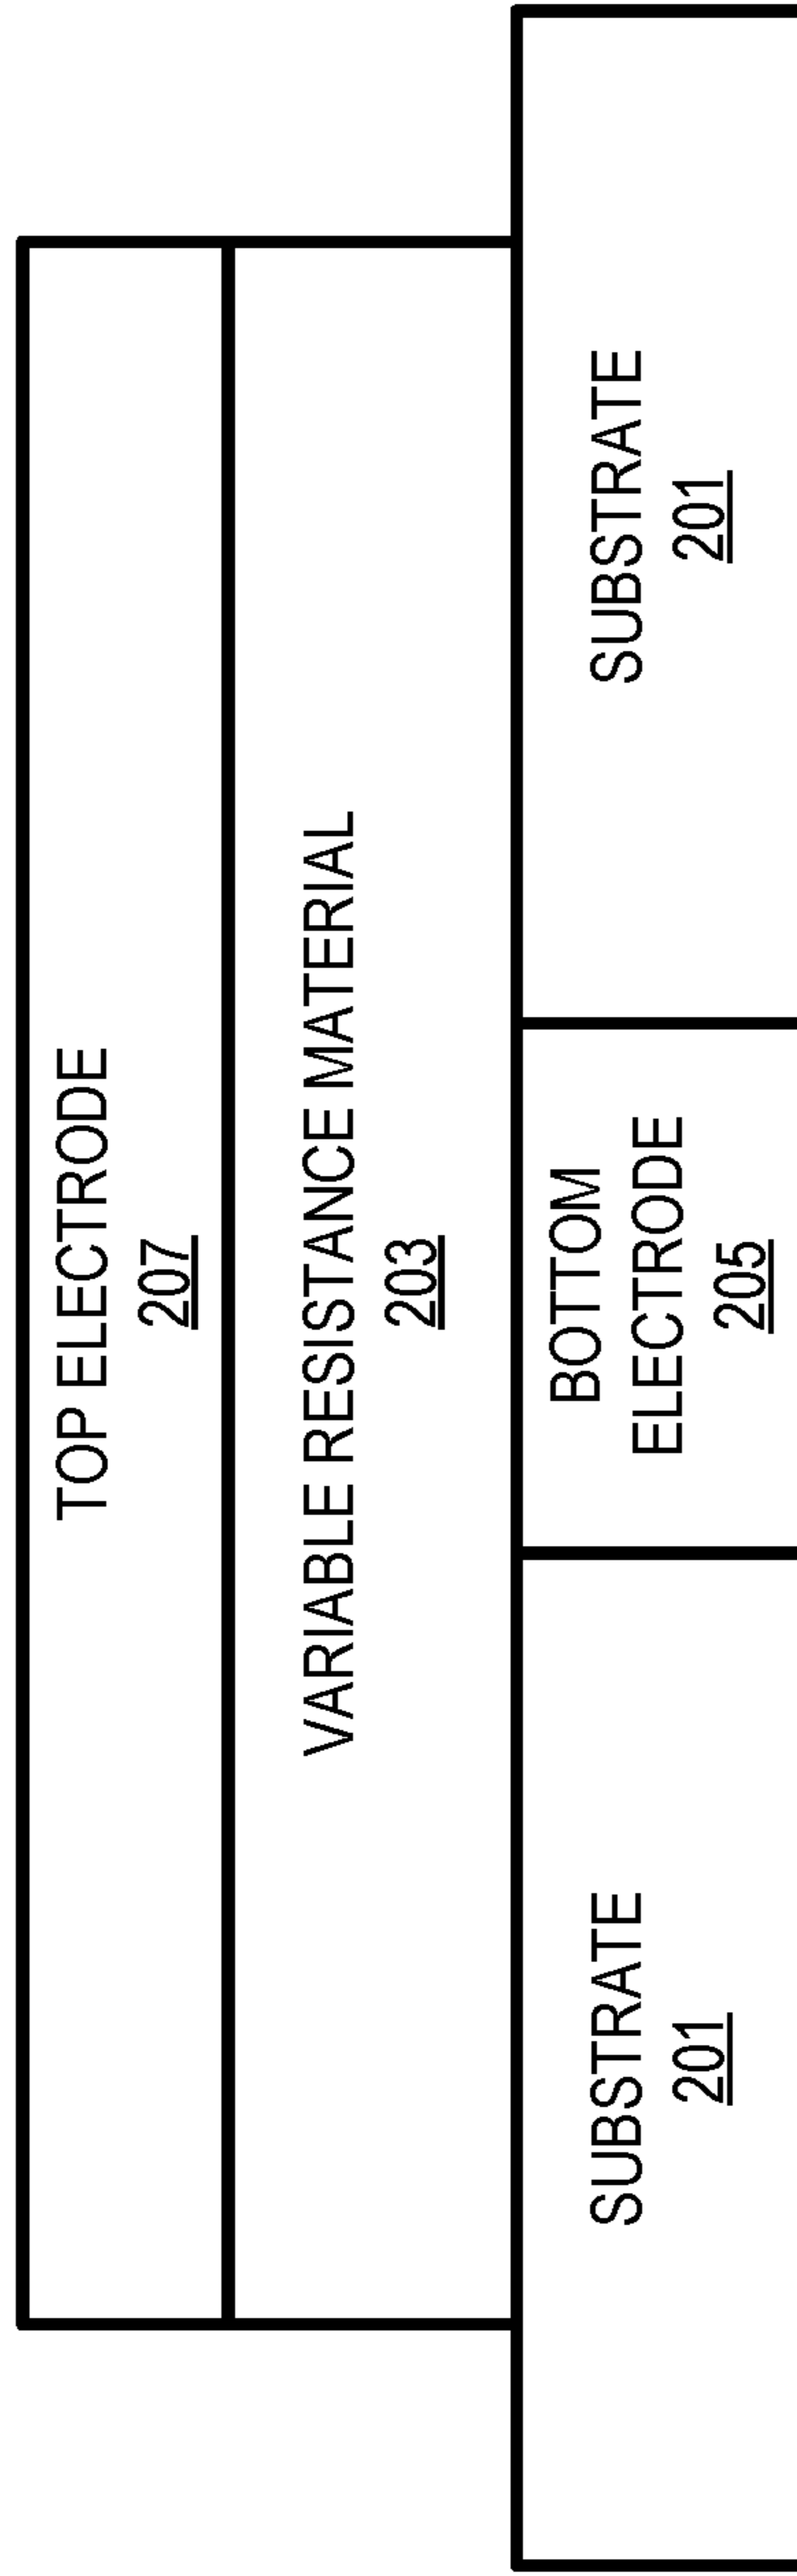 TOP ELECTRODE
207
VARIABLE RESISTANCE MATERIAL
203
SUBSTRATE
201
BOTTOM
ELECTRODE
205
SUBSTRATE
201